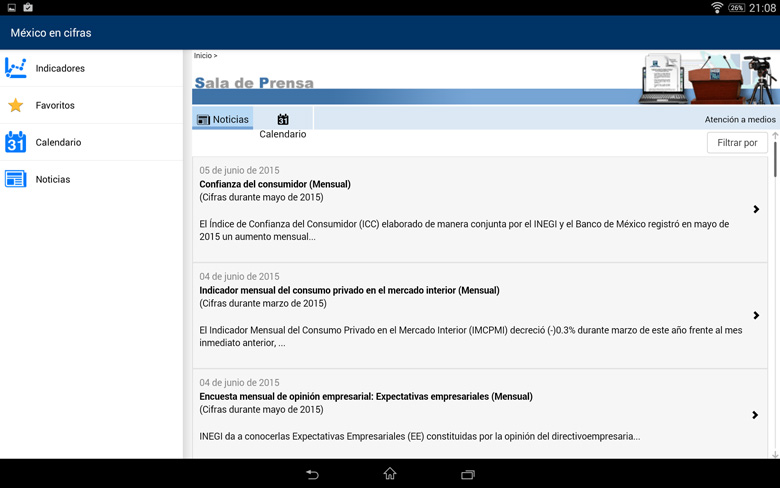 26%
21:08
México en cifras
Indicadores
Favoritos
31
Calendario
Noticias
Inicio >
Sala de Prensa
Noticias
31
Calendario
Atención a medios
Filtrar por
05 de junio de 2015
Confianza del consumidor (Mensual)
(Cifras durante mayo de 2015)
El Índice de Confianza del Consumidor (ICC) elaborado de manera conjunta por el INEGI y el Banco de México registró en mayo de
2015 un aumento mensual...
04 de junio de 2015
Indicador mensual del consumo privado en el mercado interior (Mensual)
(Cifras durante marzo de 2015)
El Indicador Mensual del Consumo Privado en el Mercado Interior (IMCPMI) decreció (-)0.3% durante marzo de este año frente al mes
inmediato anterior, ...
04 de junio de 2015
Encuesta mensual de opinión empresarial: Expectativas empresariales (Mensual)
(Cifras durante mayo de 2015)
INEGI da a conocerlas Expectativas Empresariales (EE) constituidas por la opinión del directivoempresaria...